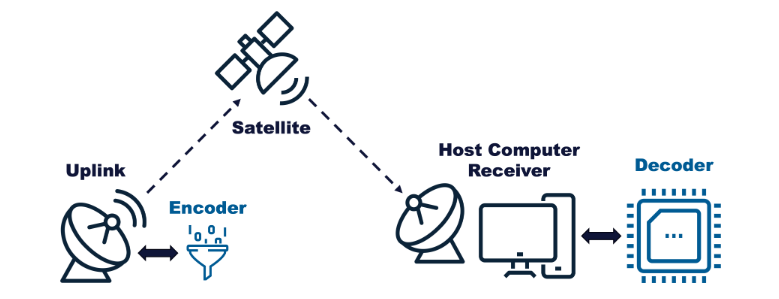 Satellite
Uplink
Encoder
Host Computer
Receiver
Decoder